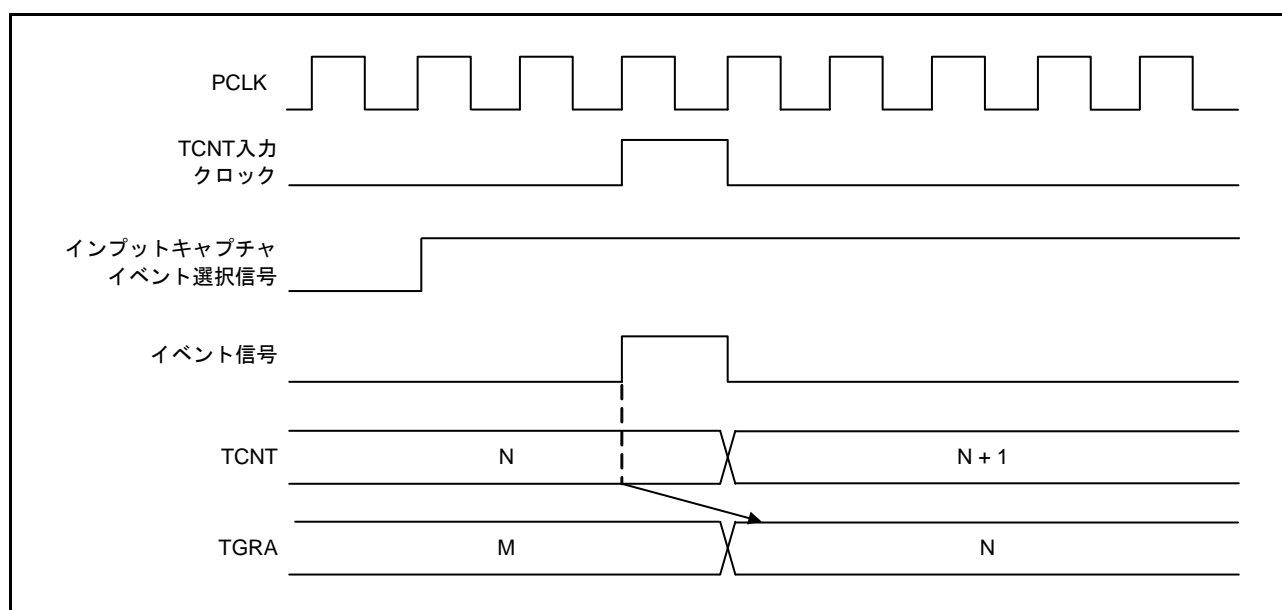 PCLK
TCNT入力
クロック
インプットキャプチャ
イベント選択信号
イベント信号
TCNT
N
N + 1
TGRA
M
N